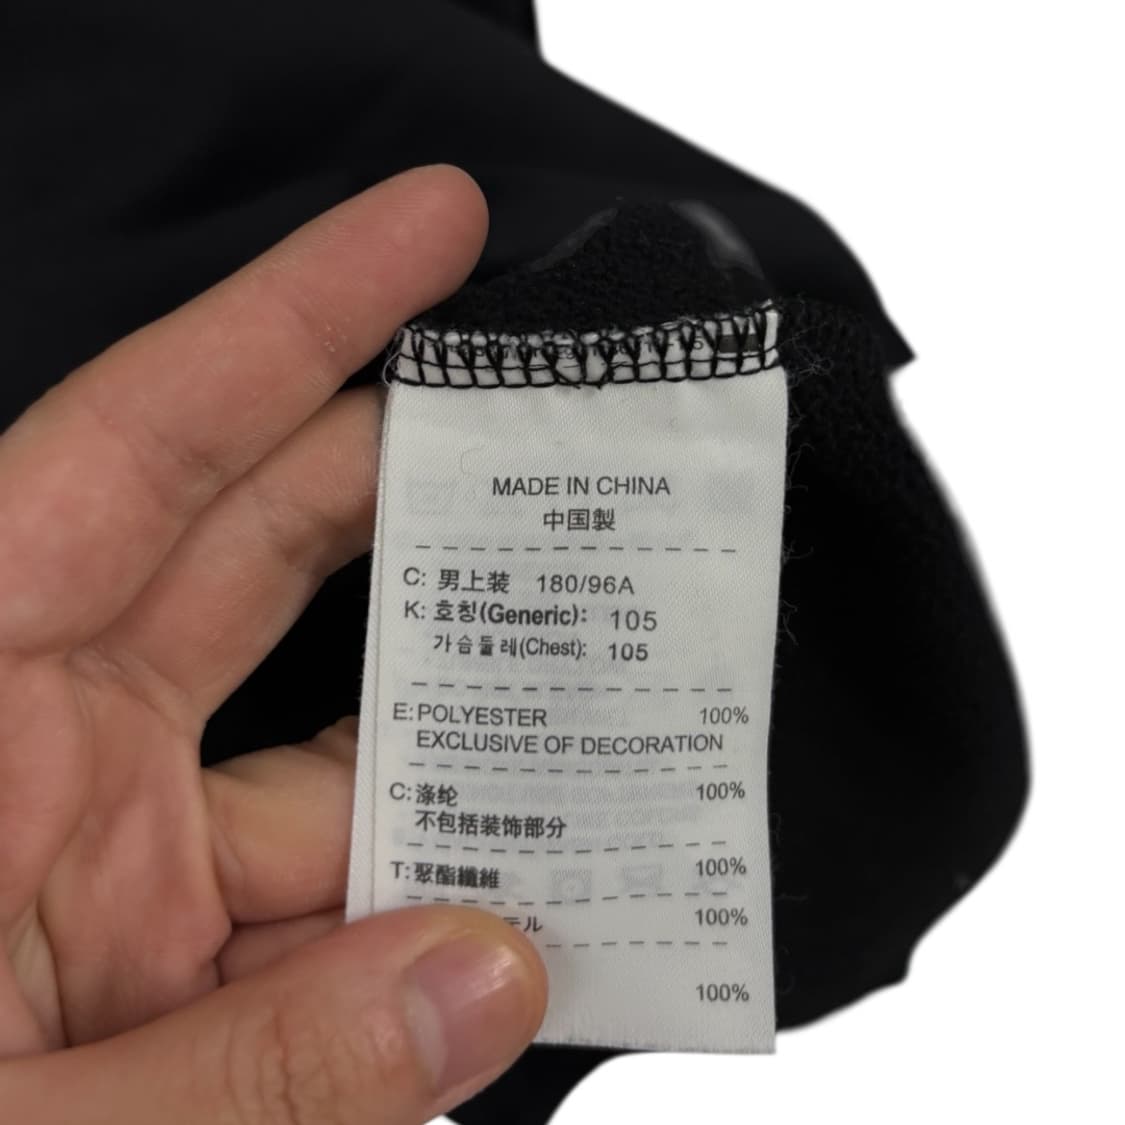 MADE IN CHINA
中国製
C: 男上装 180/96A
K: 호칭(Generic): 105
가슴둘레(Chest): 105
E: POLYESTER 100%
EXCLUSIVE OF DECORATION
C: 涤纶 100%
不包括装饰部分
T: 聚酯纖維 100%
テル 100%
100%